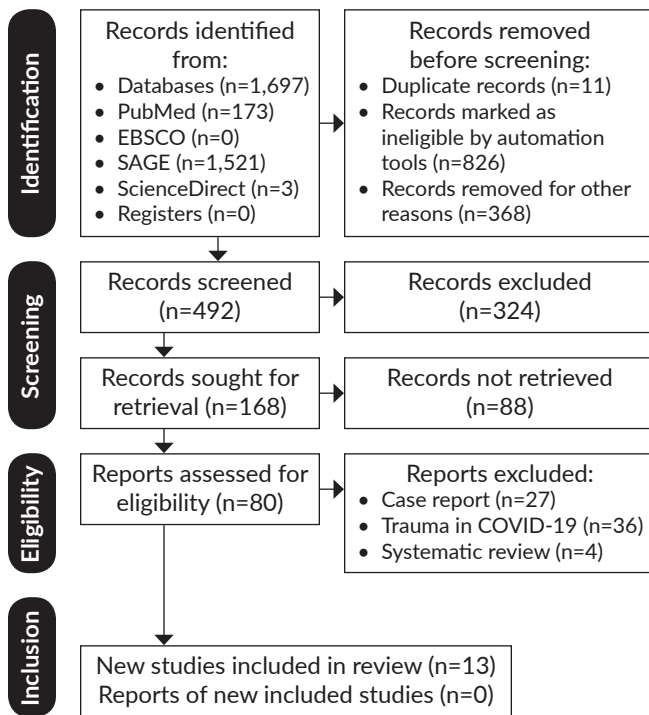 Identification
Records identified
from:
• Databases (n=1,697)
• PubMed (n=173)
• EBSCO (n=0)
• SAGE (n=1,521)
• ScienceDirect (n=3)
• Registers (n=0)
Records removed
before screening:
• Duplicate records (n=11)
• Records marked as
ineligible by automation
tools (n=826)
• Records removed for other
reasons (n=368)
Screening
Records screened
(n=492)
Records excluded
(n=324)
Records sought for
retrieval (n=168)
Records not retrieved
(n=88)
Eligibility
Reports assessed for
eligibility (n=80)
Reports excluded:
• Case report (n=27)
• Trauma in COVID-19 (n=36)
• Systematic review (n=4)
Inclusion
New studies included in review (n=13)
Reports of new included studies (n=0)